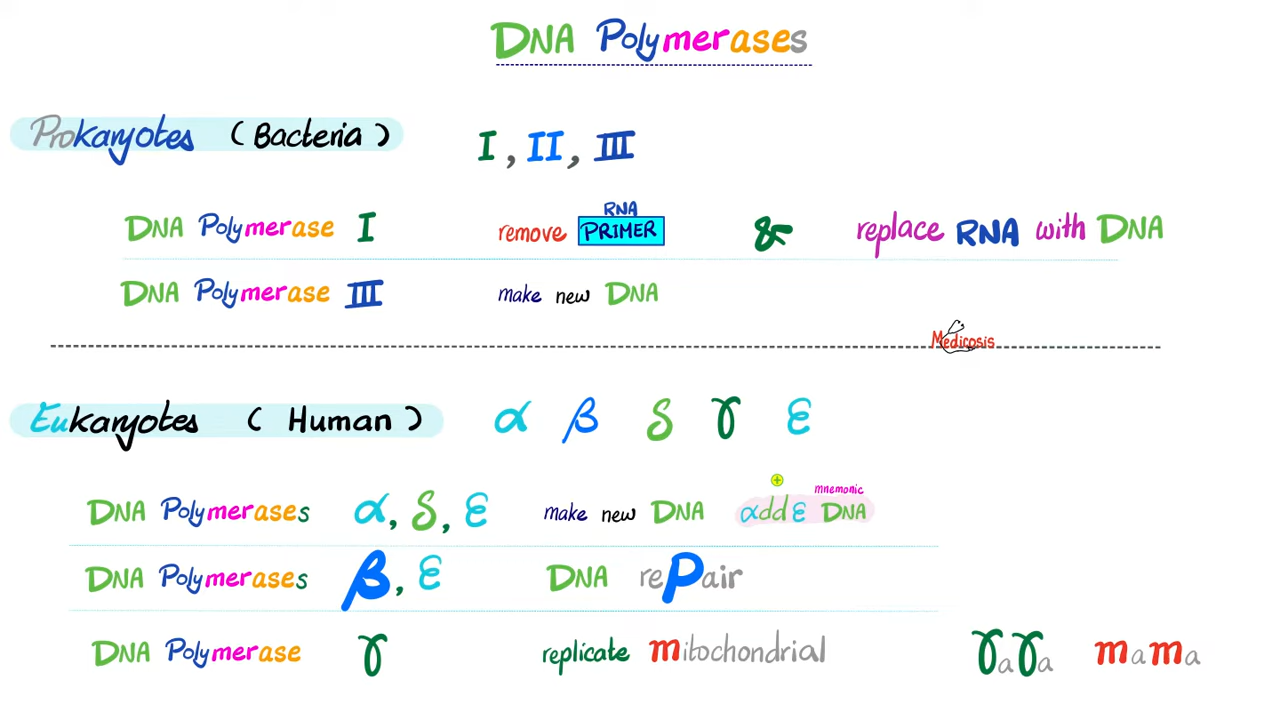 DNA Polymerases
Prokaryotes (Bacteria) I, II, III
RNA
DNA Polymerase I remove PRIMER & replace RNA with DNA
DNA Polymerase III make new DNA
Medicosis
Eukaryotes (Human) α β δ γ ε
mnemonic
DNA Polymerases α, δ, ε make new DNA αddε DNA
DNA Polymerases β, ε DNA rePair
DNA Polymerase γ replicate mitochondrial γaγa mama